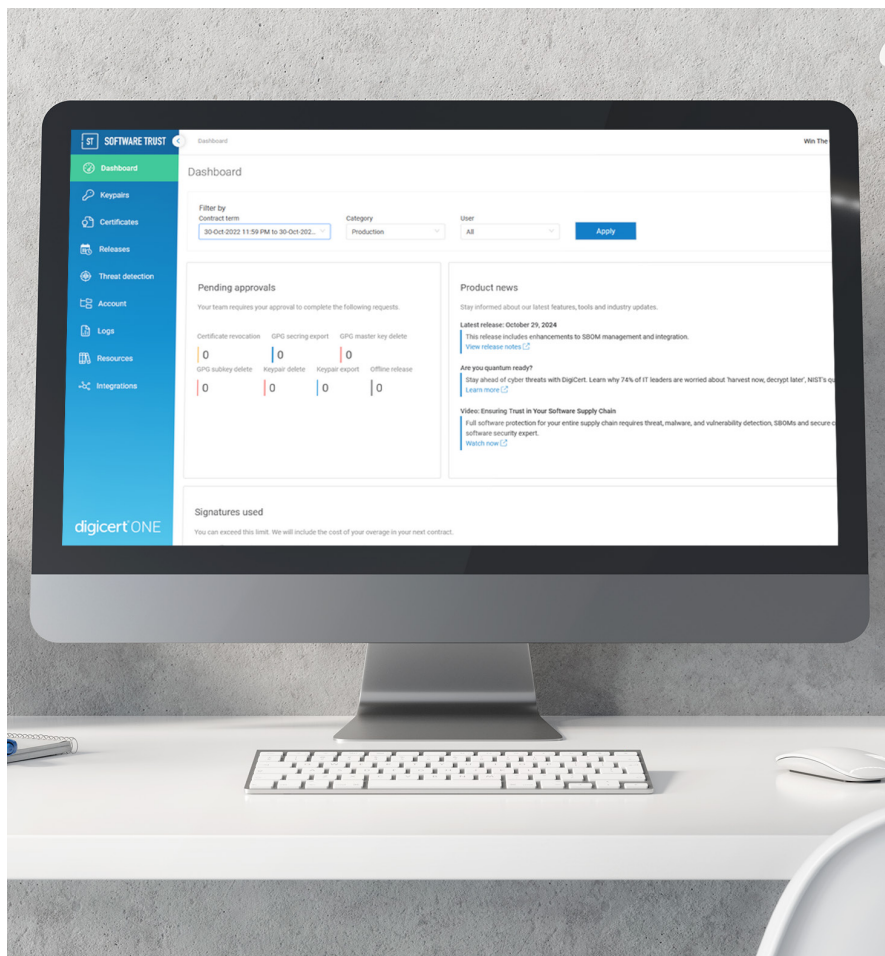 ST SOFTWARE TRUST
Dashboard
Keypairs
Certificates
Releases
Threat detection
Account
Logs
Resources
Integrations
digicert ONE
Dashboard
Win The
Dashboard
Filter by
Contract term
Category
User
30-Oct-2022 11:59 PM to 30-Oct-202...
Production
All
Apply
Pending approvals
Your team requires your approval to complete the following requests.
Certificate revocation GPG secring export GPG master key delete
0 0 0
GPG subkey delete Keypair delete Keypair export Offline release
0 0 0 0
Product news
Stay informed about our latest features, tools and industry updates.
Latest release: October 29, 2024
This release includes enhancements to SBOM management and integration.
View release notes
Are you quantum ready?
Stay ahead of cyber threats with DigiCert. Learn why 74% of IT leaders are worried about 'harvest now, decrypt later', NIST's qu
Learn more
Video: Ensuring Trust in Your Software Supply Chain
Full software protection for your entire supply chain requires threat, malware, and vulnerability detection, SBOMs and secure c
software security expert.
Watch now
Signatures used
You can exceed this limit. We will include the cost of your overage in your next contract.